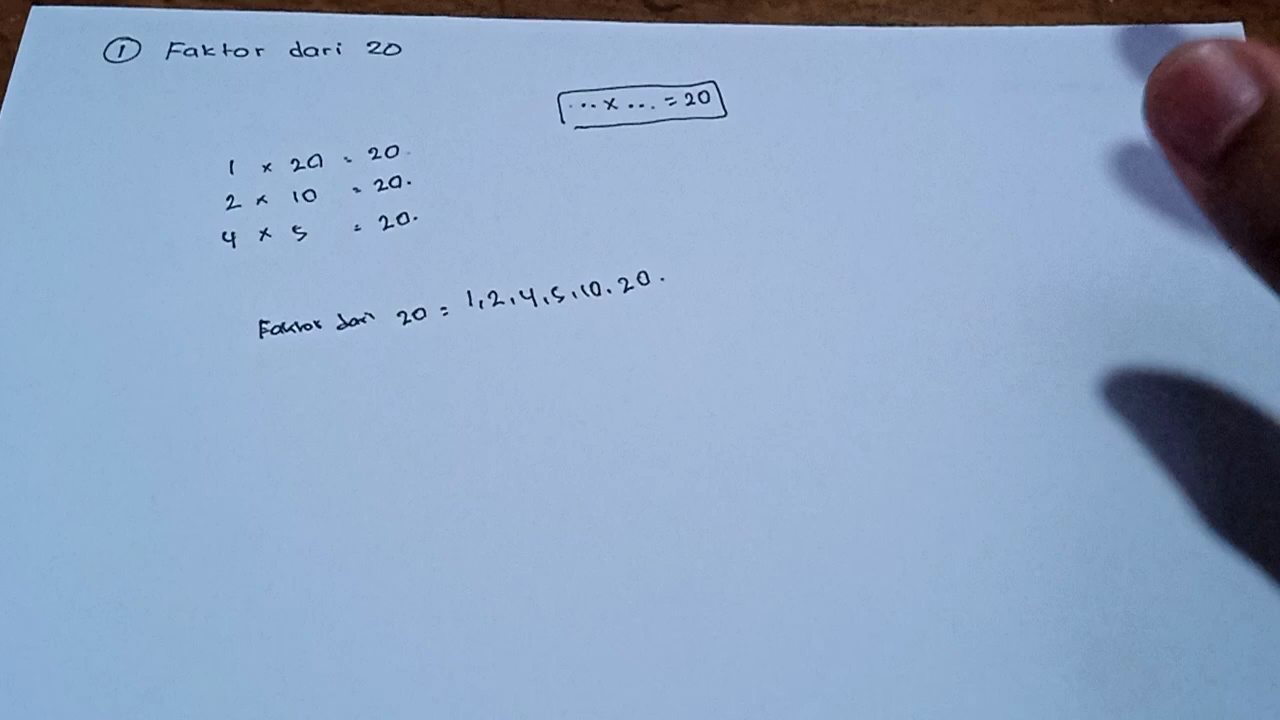 ① Faktor dari 20
... x ... = 20
1 x 20 = 20.
2 x 10 = 20.
4 x 5 = 20.
Faktor dari 20 = 1, 2, 4, 5, 10, 20.